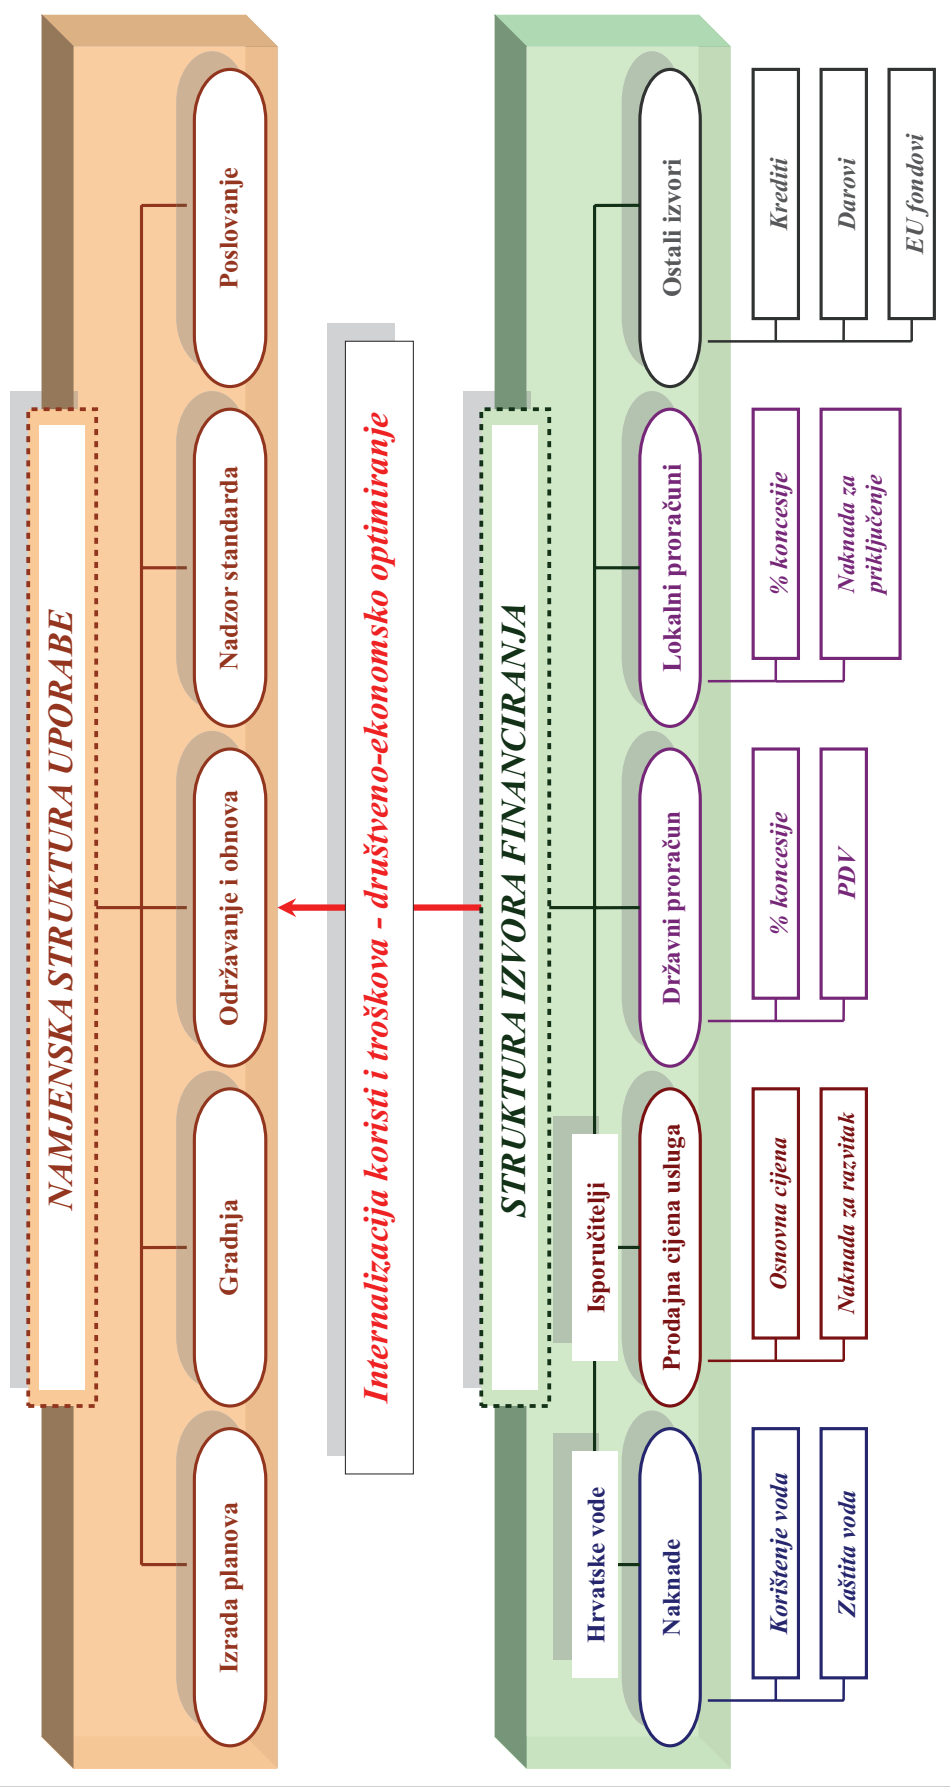 NAMJENSKA STRUKTURA UPORABE
Izrada planova
Gradnja
Održavanje i obnova
Nadzor standarda
Poslovanje
Internalizacija koristi i troškova - društveno-ekonomsko optimiranje
STRUKTURA IZVORA FINANCIRANJA
Hrvatske vode
Isporučitelji
Naknade
Prodajna cijena usluga
Državni proračun
Lokalni proračuni
Ostali izvori
Korištenje voda
Zaštita voda
Osnovna cijena
Naknada za razvitak
% koncesije
PDV
% koncesije
Naknada za
priključenje
Krediti
Darovi
EU fondovi